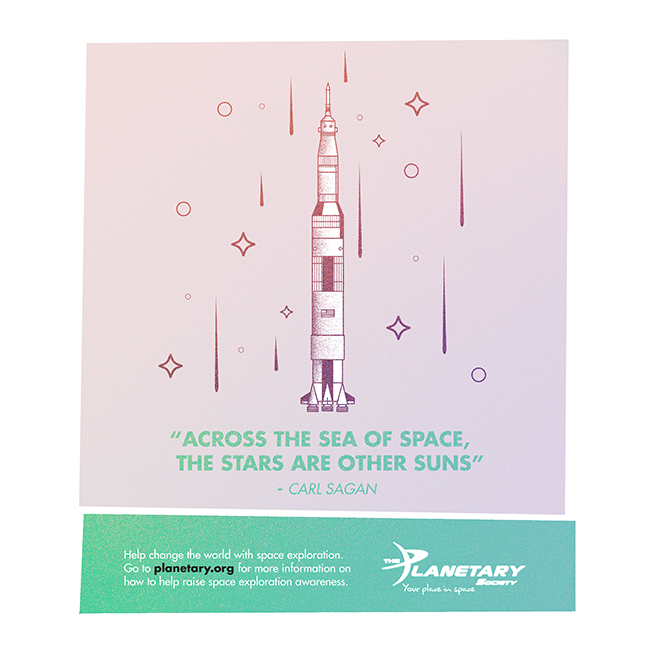 “ACROSS THE SEA OF SPACE,
THE STARS ARE OTHER SUNS”
- CARL SAGAN
Help change the world with space exploration.
Go to planetary.org for more information on
how to help raise space exploration awareness.
THE PLANETARY
SOCIETY
Your place in space